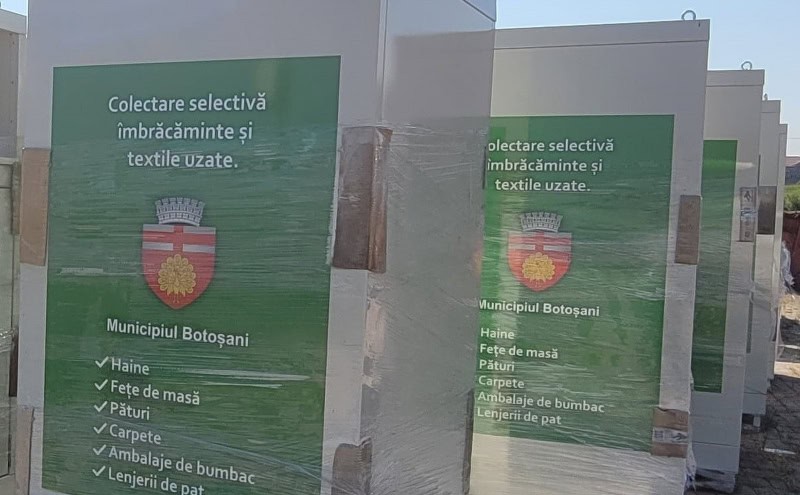 Colectare selectivă
îmbrăcăminte și
textile uzate.
Municipiul Botoșani
✓ Haine
✓ Fețe de masă
✓ Pături
✓ Carpete
✓ Ambalaje de bumbac
✓ Lenjerii de pat
olectare selectivă
îmbrăcăminte și
textile uzate.
Municipiul Botoșani
Haine
Fețe de masă
Pături
Carpete
Ambalaje de bumbac
Lenjerii de pat